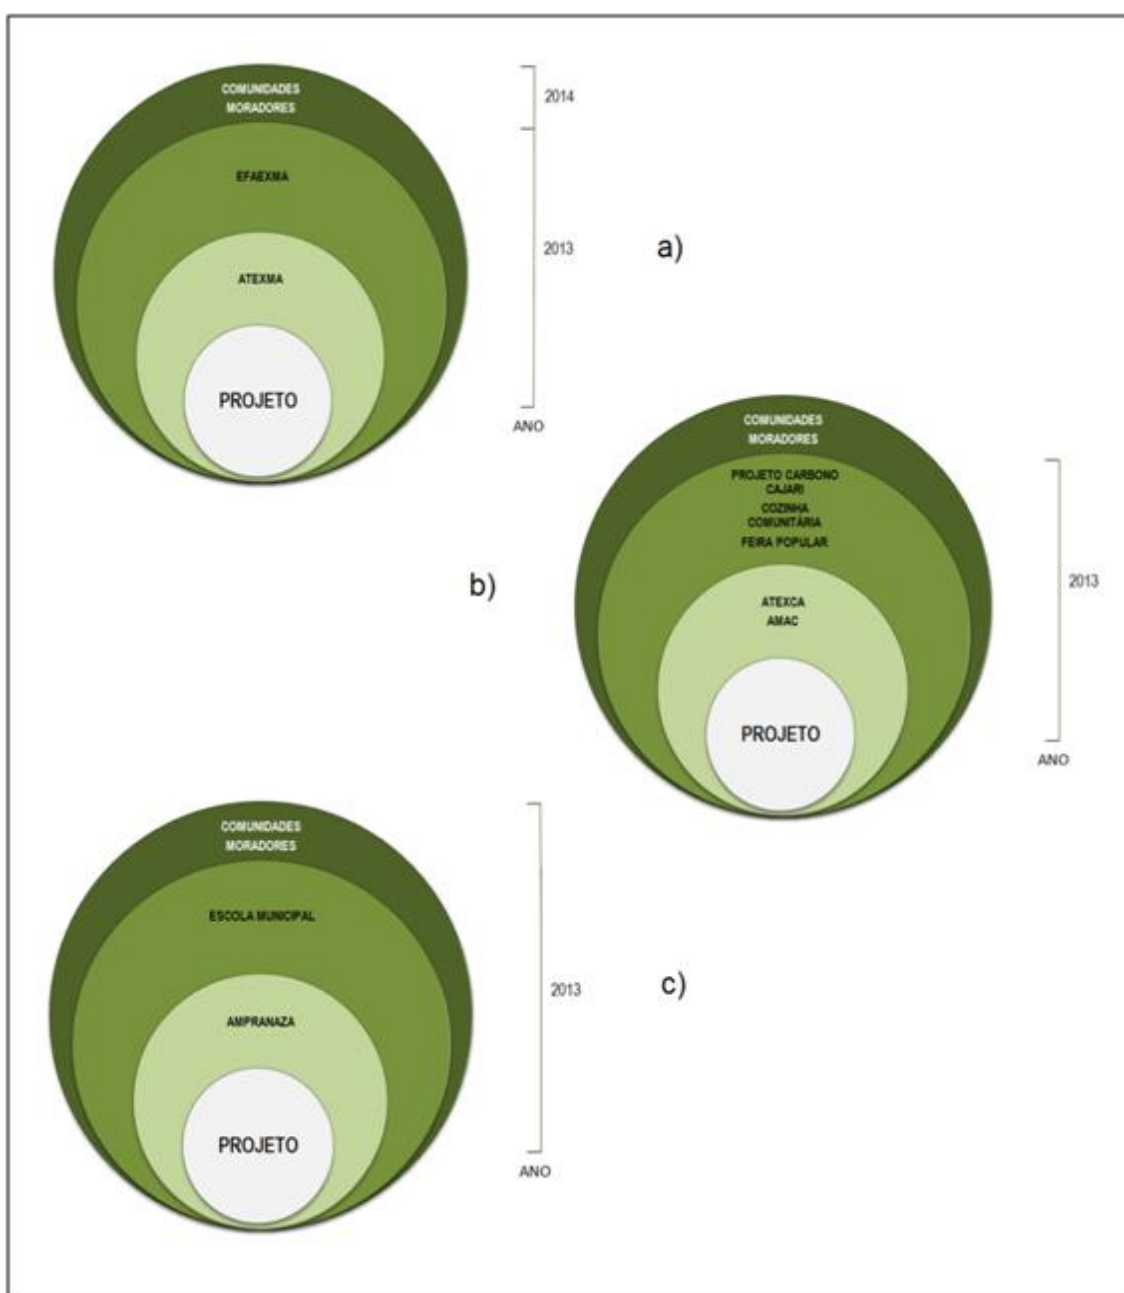 COMUNIDADES
MORADORES
2014
EFAEXMA
2013
a)
ATEXMA
PROJETO
ANO
COMUNIDADES
MORADORES
PROJETO CARBONO
CAJARI
COZINHA
COMUNITÁRIA
FEIRA POPULAR
2013
b)
ATEXCA
AMAC
PROJETO
ANO
COMUNIDADES
MORADORES
ESCOLA MUNICIPAL
2013
c)
AMPRANAZA
PROJETO
ANO